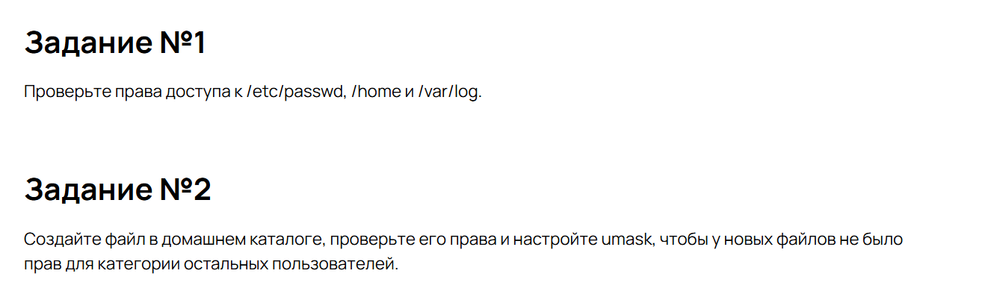 Задание №1
Проверьте права доступа к /etc/passwd, /home и /var/log.
Задание №2
Создайте файл в домашнем каталоге, проверьте его права и настройте umask, чтобы у новых файлов не было
прав для категории остальных пользователей.